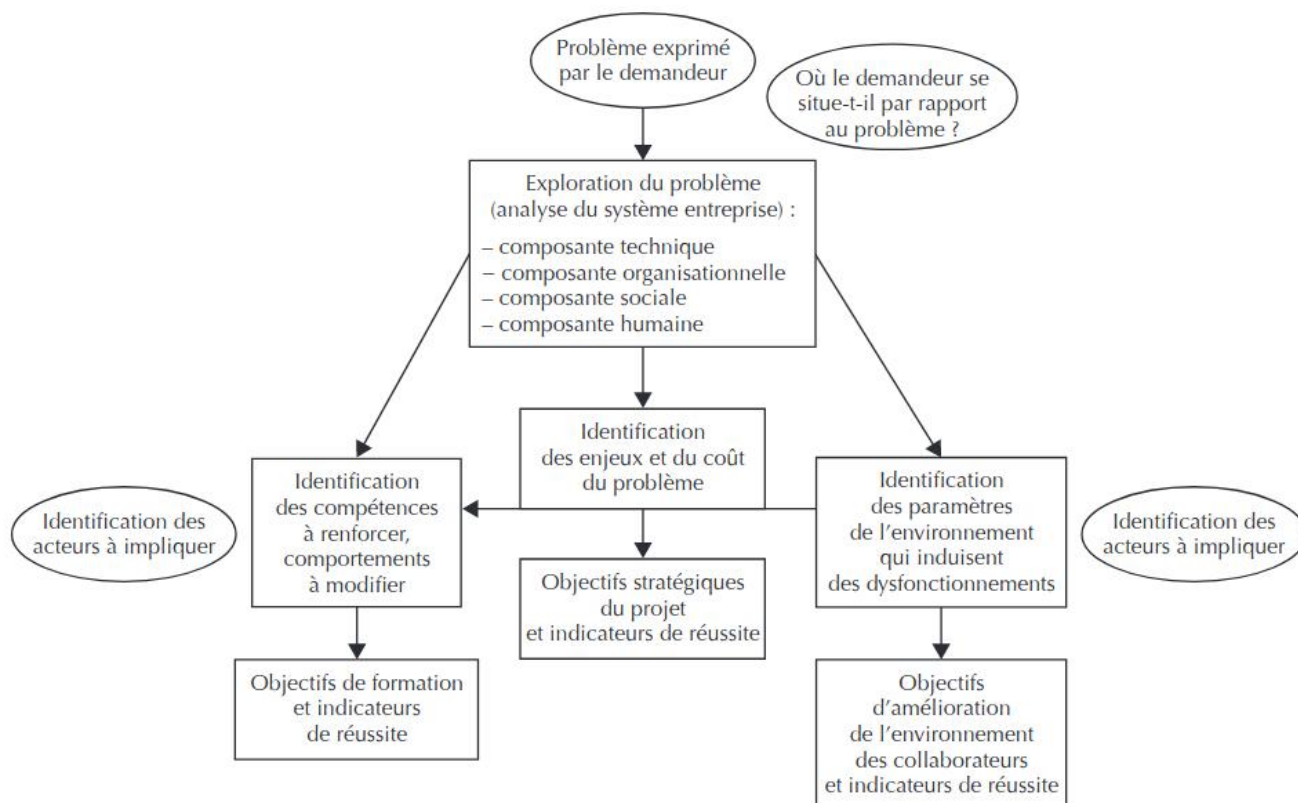 Problème exprimé
par le demandeur
Où le demandeur se
situe-t-il par rapport
au problème ?
Exploration du problème
(analyse du système entreprise) :
– composante technique
– composante organisationnelle
– composante sociale
– composante humaine
Identification
des enjeux et du coût
du problème
Identification des
acteurs à impliquer
Identification
des compétences
à renforcer,
comportements
à modifier
Identification
des paramètres
de l'environnement
qui induisent
des dysfonctionnements
Identification des
acteurs à impliquer
Objectifs stratégiques
du projet
et indicateurs de réussite
Objectifs de formation
et indicateurs
de réussite
Objectifs
d'amélioration
de l'environnement
des collaborateurs
et indicateurs de réussite